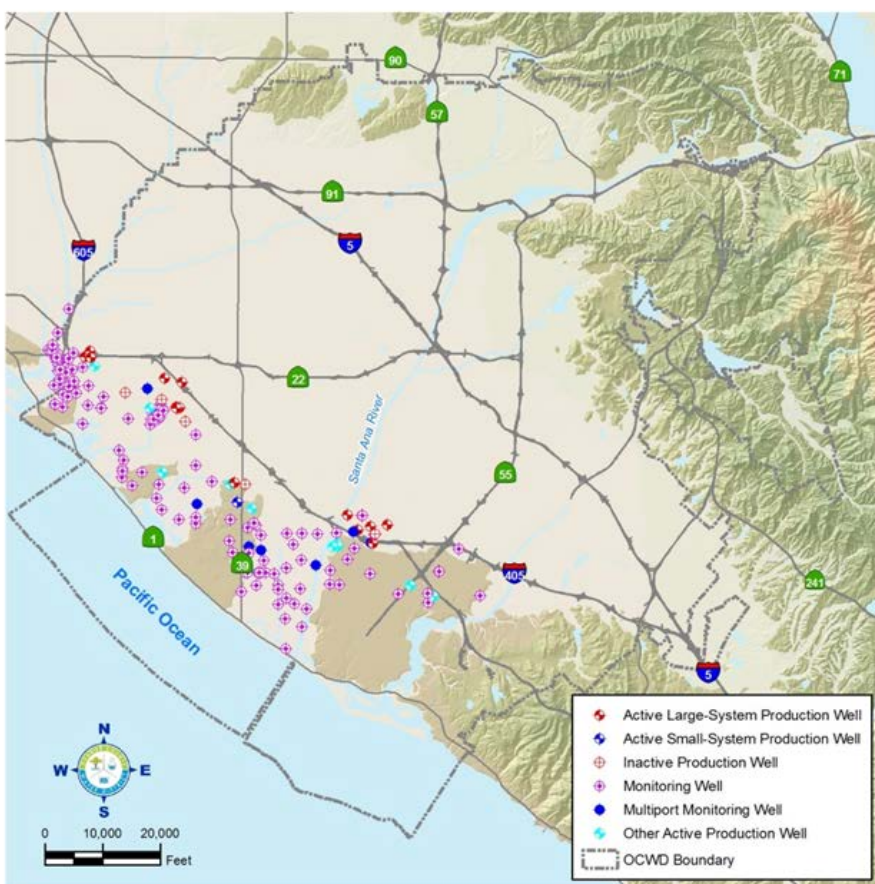 90
71
57
91
5
605
22
Santa Ana River
55
1
39
405
241
Pacific Ocean
5
N
W E
S
0 10,000 20,000
Feet
Active Large-System Production Well
Active Small-System Production Well
Inactive Production Well
Monitoring Well
Multiport Monitoring Well
Other Active Production Well
OCWD Boundary